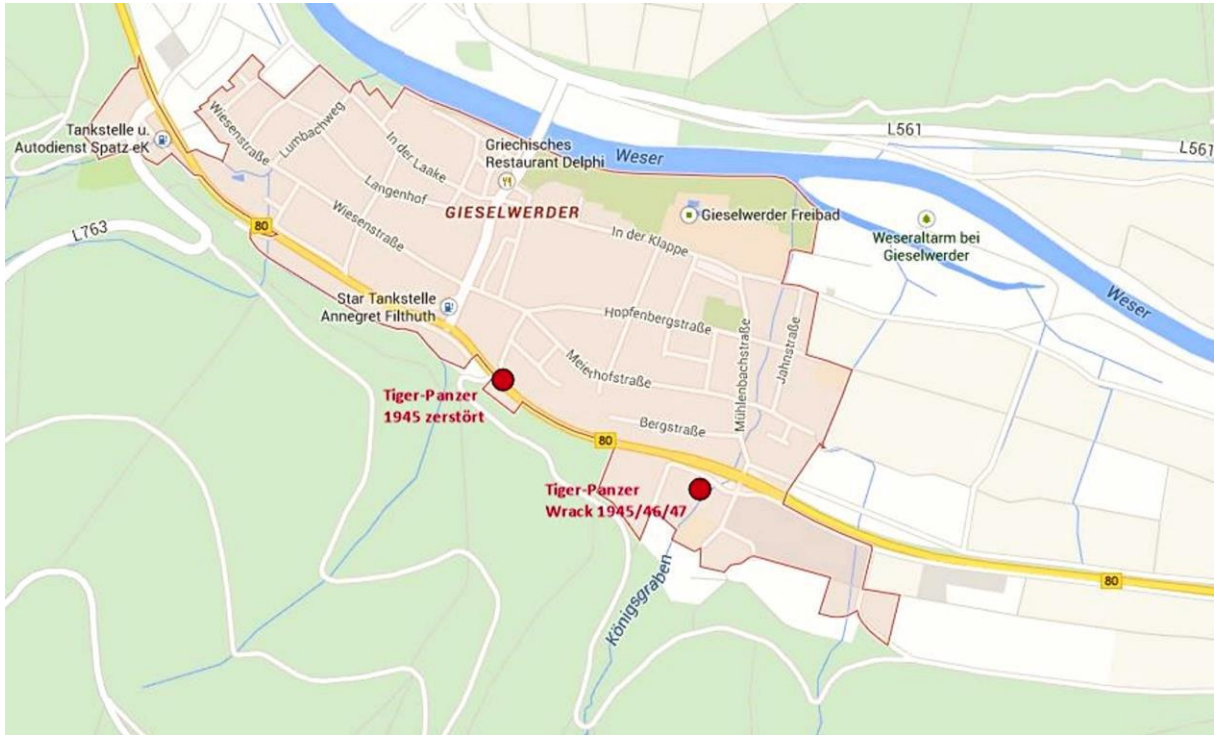 L561
L561
Tankstelle u.
Autodienst Spatz eK
Wiesenstraße
Lumbachweg
In der Laake
Griechisches
Restaurant Delphi
Weser
Langenhof
GIESELWERDER
Gieselwerder Freibad
80
L763
Wiesenstraße
In der Klappe
Weseraltarm bei
Gieselwerder
Weser
Star Tankstelle
Annegret Filthuth
Hopfenbergstraße
Mühlenbachstraße
Jahnstraße
Meierhofstraße
Tiger-Panzer
1945 zerstört
Bergstraße
80
Tiger-Panzer
Wrack 1945/46/47
Königsgraben
80